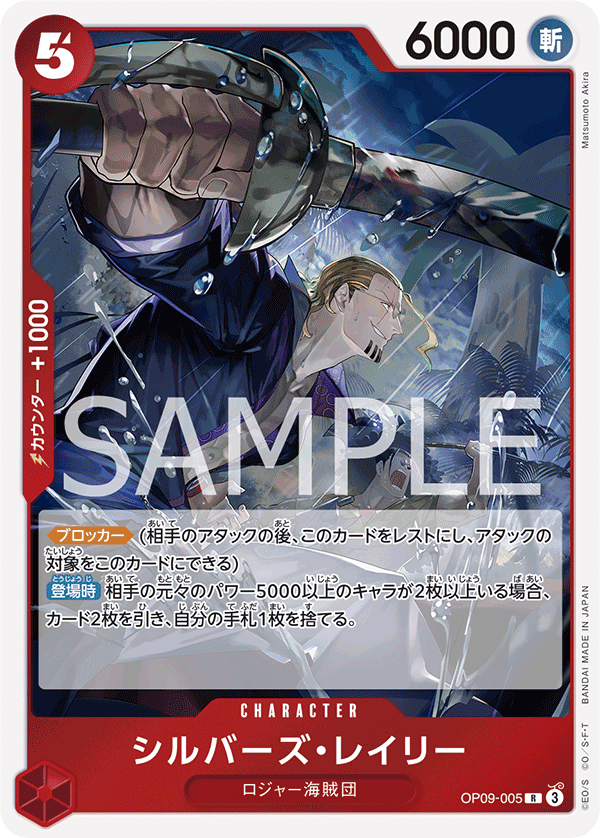 5
6000
斬
Matsumoto Akira
カウンター +1000
SAMPLE
ブロッカー (相手のアタックの後、このカードをレストにし、アタックの
対象をこのカードにできる)
登場時 相手の元々のパワー5000以上のキャラが2枚以上いる場合、
カード2枚を引き、自分の手札1枚を捨てる。
CHARACTER
シルバーズ・レイリー
ロジャー海賊団
OP09-005 R 3
©E.O/S ©O/S・F・T BANDAI MADE IN JAPAN